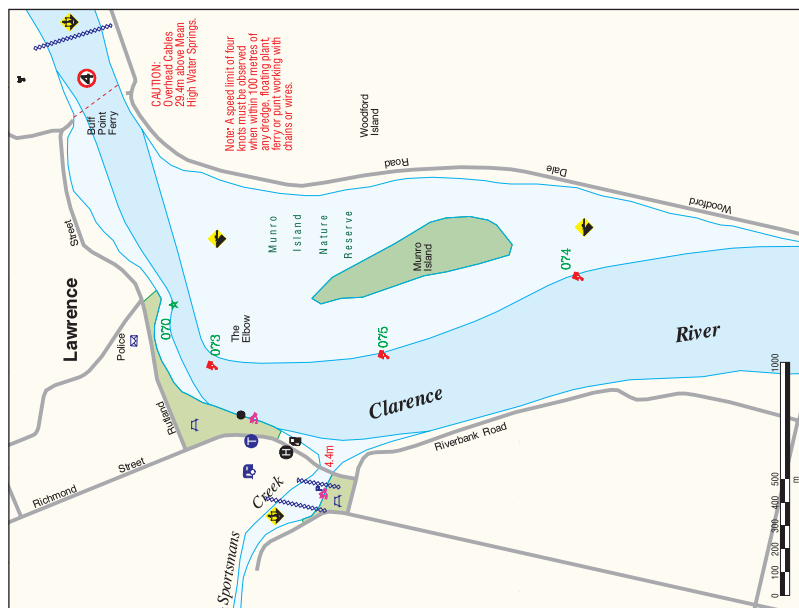 CAUTION:
Overhead Cables
29.4m above Mean
High Water Springs.
Note: A speed limit of four
knots must be observed
when within 100 metres of
any dredge, floating plant,
ferry or punt working with
chains or wires.
4
Buff
Point
Ferry
Woodford
Island
Road
Dale
Woodford
Street
Lawrence
Police
070
073
The
Elbow
Munro
Island
Nature
Reserve
Munro
Island
074
075
Rutland
T
H
4.4m
Richmond
Street
Creek
Sportsmans
Clarence
River
Riverbank Road
0
100
200
300
400
500
1000
m